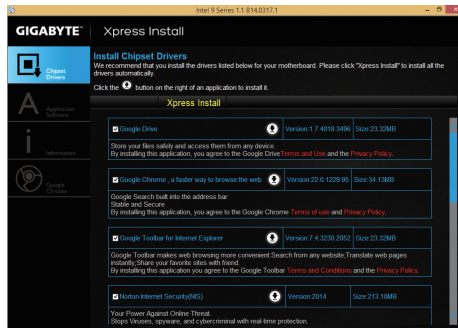 Intel 9 Series 1.1 B14.0317.1
GIGABYTE™
Xpress Install
Chipset
Drivers
Application
Software
Information
Google
Chrome
Install Chipset Drivers
We recommend that you install the drivers listed below for your motherboard. Please click "Xpress Install" to install all the
drivers automatically.
Click the button on the right of an application to install it.
Xpress Install
Google Drive
Version:1.7.4018.3496
Size:23.32MB
Store your files safely and access them from any device.
By installing this application, you agree to the Google DriveTerms and Use and the Privacy Policy.
Google Chrome , a faster way to browse the web
Version:22.0.1229.95
Size:34.13MB
Google Search built into the address bar
Stable and Secure
By installing this application, you agree to the Google Chrome Terms of use and Privacy Policy.
Google Toolbar for Internet Explorer
Version:7.4.3230.2052
Size:23.32MB
Google Toolbar makes web browsing more convenient.Search from any website,Translate web pages
instantly,Share your favorite sites with friend.
By installing this application you agree to the Google Toolbar Terms and Conditions and the Privacy Policy.
Norton Internet Security(NIS)
Version:2014
Size:213.10MB
Your Power Against Online Threat.
Stops Viruses, spyware, and cybercriminal with real-time protection.